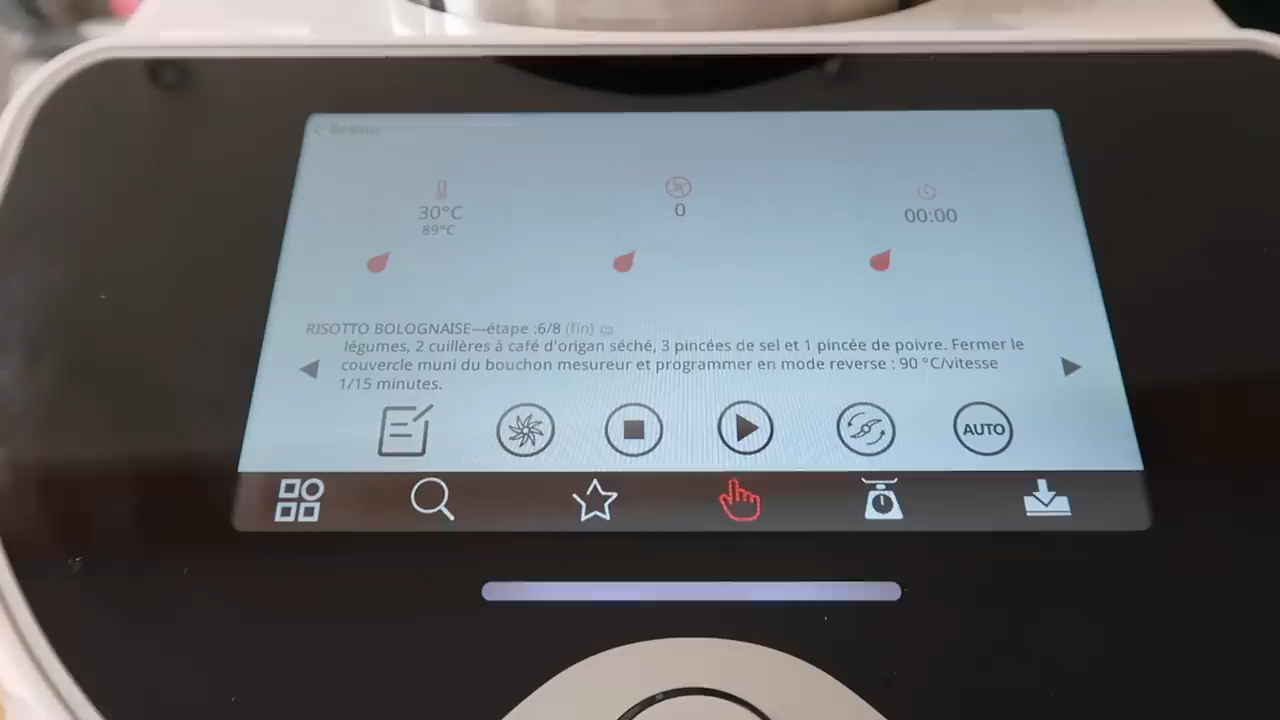 Retour
30°C
89°C
0
00:00
RISOTTO BOLOGNAISE—étape :6/8 (fin)
légumes, 2 cuillères à café d'origan séché, 3 pincées de sel et 1 pincée de poivre. Fermer le
couvercle muni du bouchon mesureur et programmer en mode reverse : 90 °C/vitesse
1/15 minutes.
AUTO